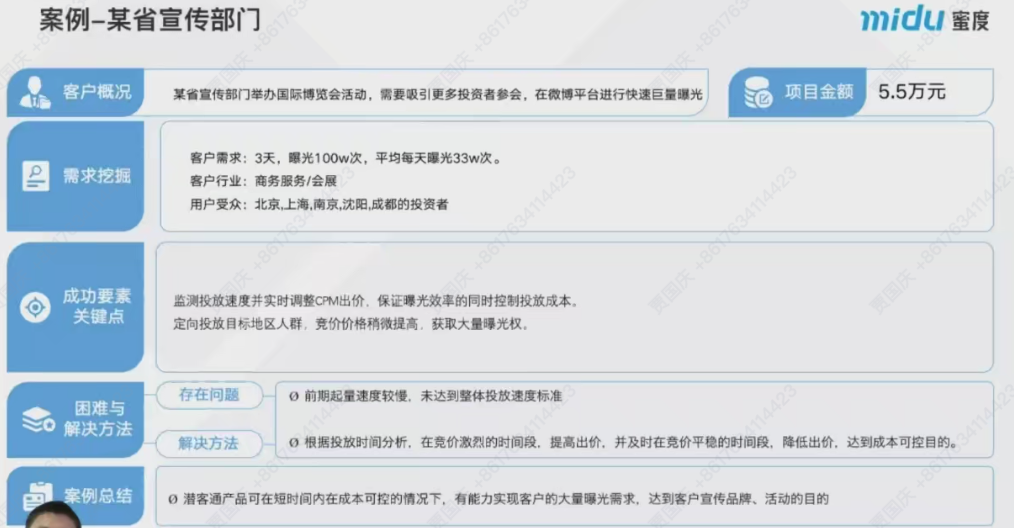 案例-某省宣传部门
midu 蜜度
客户概况
某省宣传部门举办国际博览会活动，需要吸引更多投资者参会，在微博平台进行快速巨量曝光
项目金额
5.5万元
需求挖掘
客户需求：3天，曝光100w次，平均每天曝光33w次。
客户行业：商务服务/会展
用户受众：北京,上海,南京,沈阳,成都的投资者
成功要素
关键点
监测投放速度并实时调整CPM出价，保证曝光效率的同时控制投放成本。
定向投放目标地区人群，竞价价格稍微提高，获取大量曝光权。
困难与
解决方法
存在问题
Ø 前期起量速度较慢，未达到整体投放速度标准
解决方法
Ø 根据投放时间分析，在竞价激烈的时间段，提高出价，并及时在竞价平稳的时间段，降低出价，达到成本可控目的。
案例总结
Ø 潜客通产品可在短时间内在成本可控的情况下，有能力实现客户的大量曝光需求，达到客户宣传品牌、活动的目的
贾国庆 +8617634114423